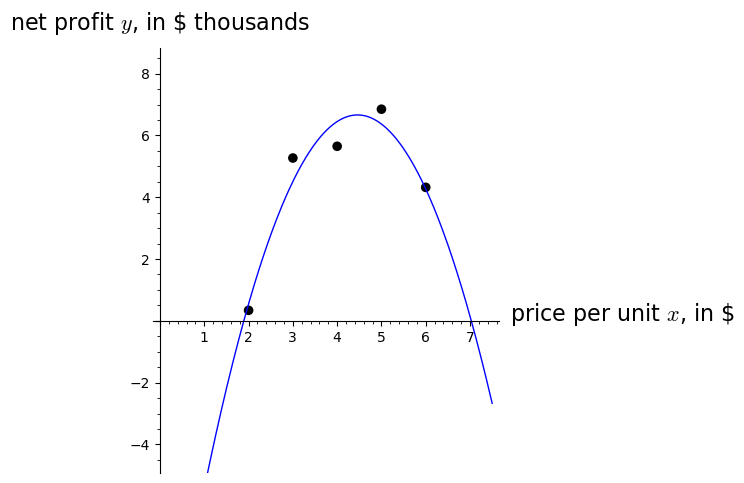 net profit y, in $ thousands
8
6
4
2
price per unit x, in $
1 2 3 4 5 6 7
−2
−4